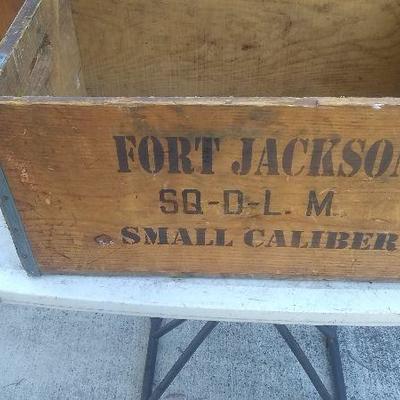 FORT JACKSON
SQ-D-L. M.
SMALL CALIBER